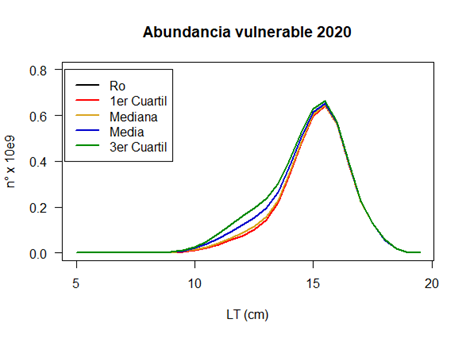 Abundancia vulnerable 2020
0.8
0.6
0.4
0.2
0.0
n° x 10e9
Ro
1er Cuartil
Mediana
Media
3er Cuartil
5 10 15 20
LT (cm)